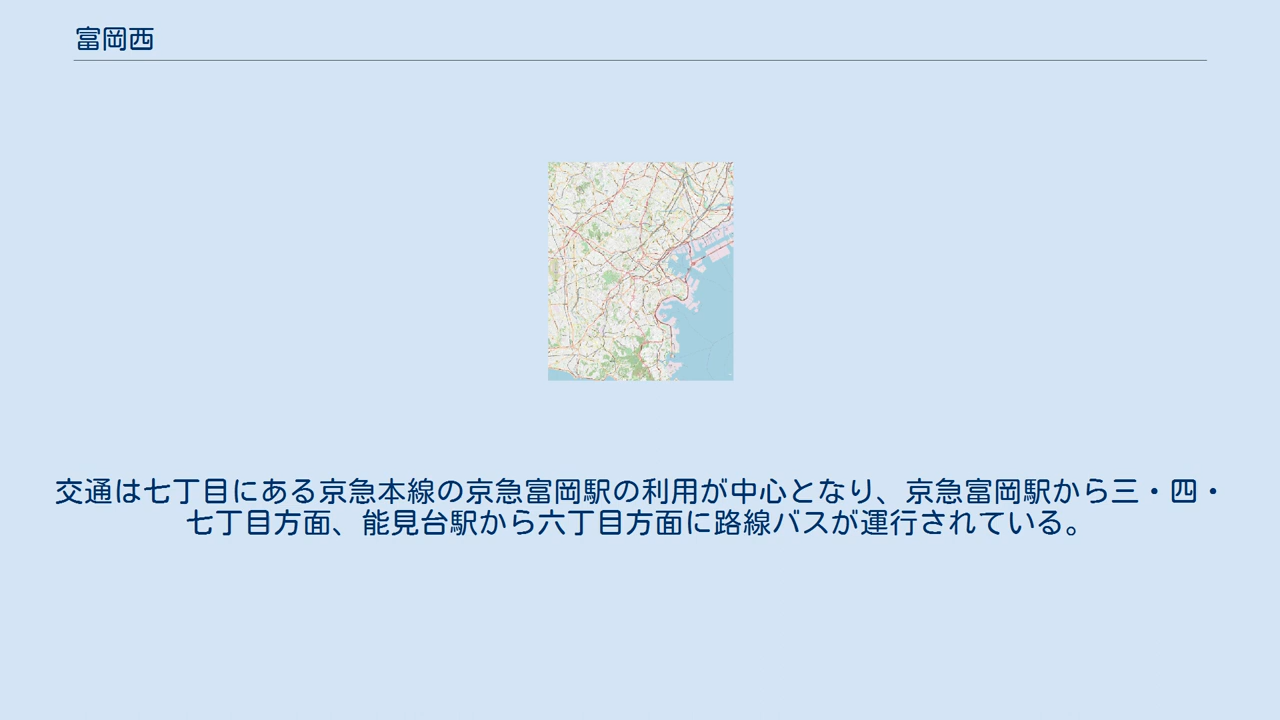 富岡西
交通は七丁目にある京急本線の京急富岡駅の利用が中心となり、京急富岡駅から三・四・
七丁目方面、能見台駅から六丁目方面に路線バスが運行されている。